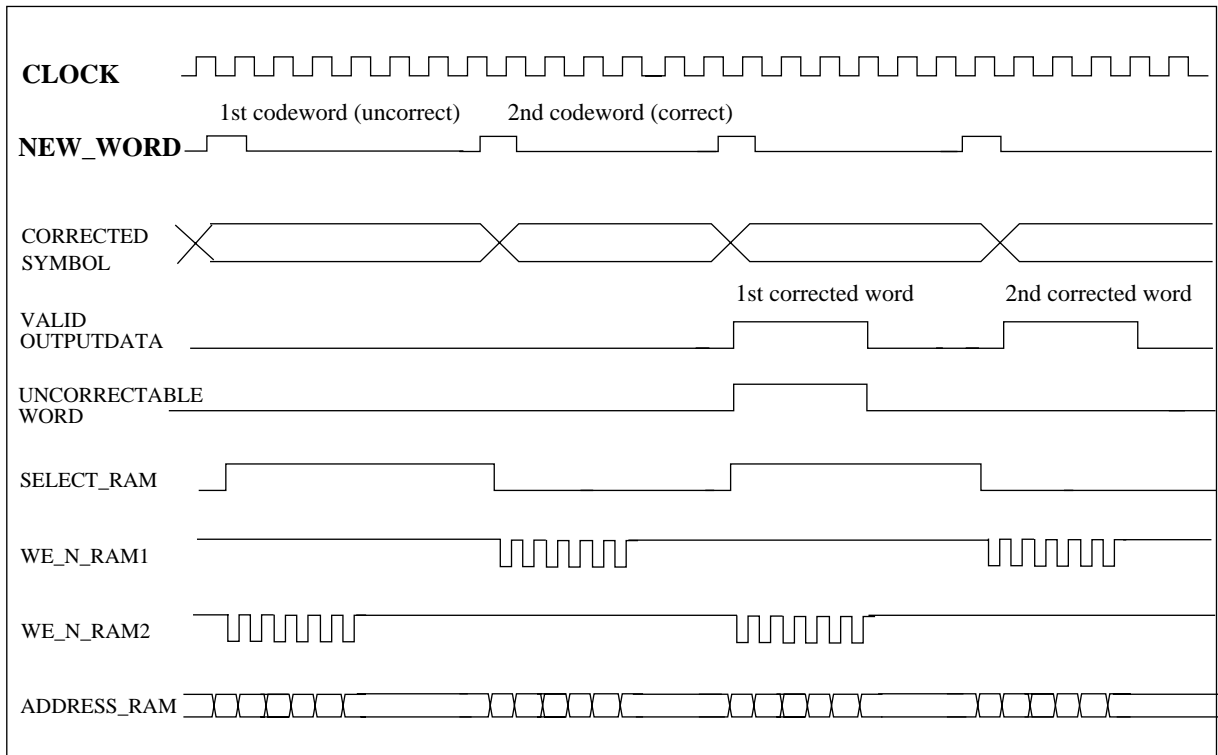 CLOCK
1st codeword (uncorrect)
2nd codeword (correct)
NEW_WORD
CORRECTED
SYMBOL
1st corrected word
2nd corrected word
VALID
OUTPUTDATA
UNCORRECTABLE
WORD
SELECT_RAM
WE_N_RAM1
WE_N_RAM2
ADDRESS_RAM